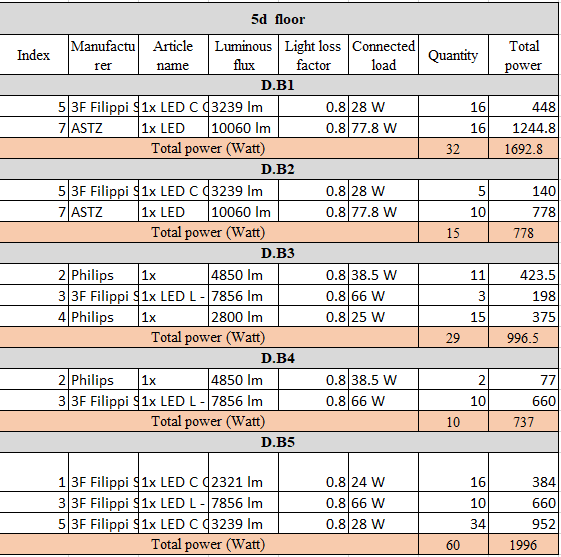 5d floor
Index Manufactu rer Article name Luminous flux Light loss factor Connected load Quantity Total power
D.B1
5 3F Filippi S 1x LED C C 3239 lm 0.8 28 W 16 448
7 ASTZ 1x LED 10060 lm 0.8 77.8 W 16 1244.8
Total power (Watt) 32 1692.8
D.B2
5 3F Filippi S 1x LED C C 3239 lm 0.8 28 W 5 140
7 ASTZ 1x LED 10060 lm 0.8 77.8 W 10 778
Total power (Watt) 15 778
D.B3
2 Philips 1x 4850 lm 0.8 38.5 W 11 423.5
3 3F Filippi S 1x LED L - 7856 lm 0.8 66 W 3 198
4 Philips 1x 2800 lm 0.8 25 W 15 375
Total power (Watt) 29 996.5
D.B4
2 Philips 1x 4850 lm 0.8 38.5 W 2 77
3 3F Filippi S 1x LED L - 7856 lm 0.8 66 W 10 660
Total power (Watt) 10 737
D.B5
1 3F Filippi S 1x LED C C 2321 lm 0.8 24 W 16 384
3 3F Filippi S 1x LED L - 7856 lm 0.8 66 W 10 660
5 3F Filippi S 1x LED C C 3239 lm 0.8 28 W 34 952
Total power (Watt) 60 1996